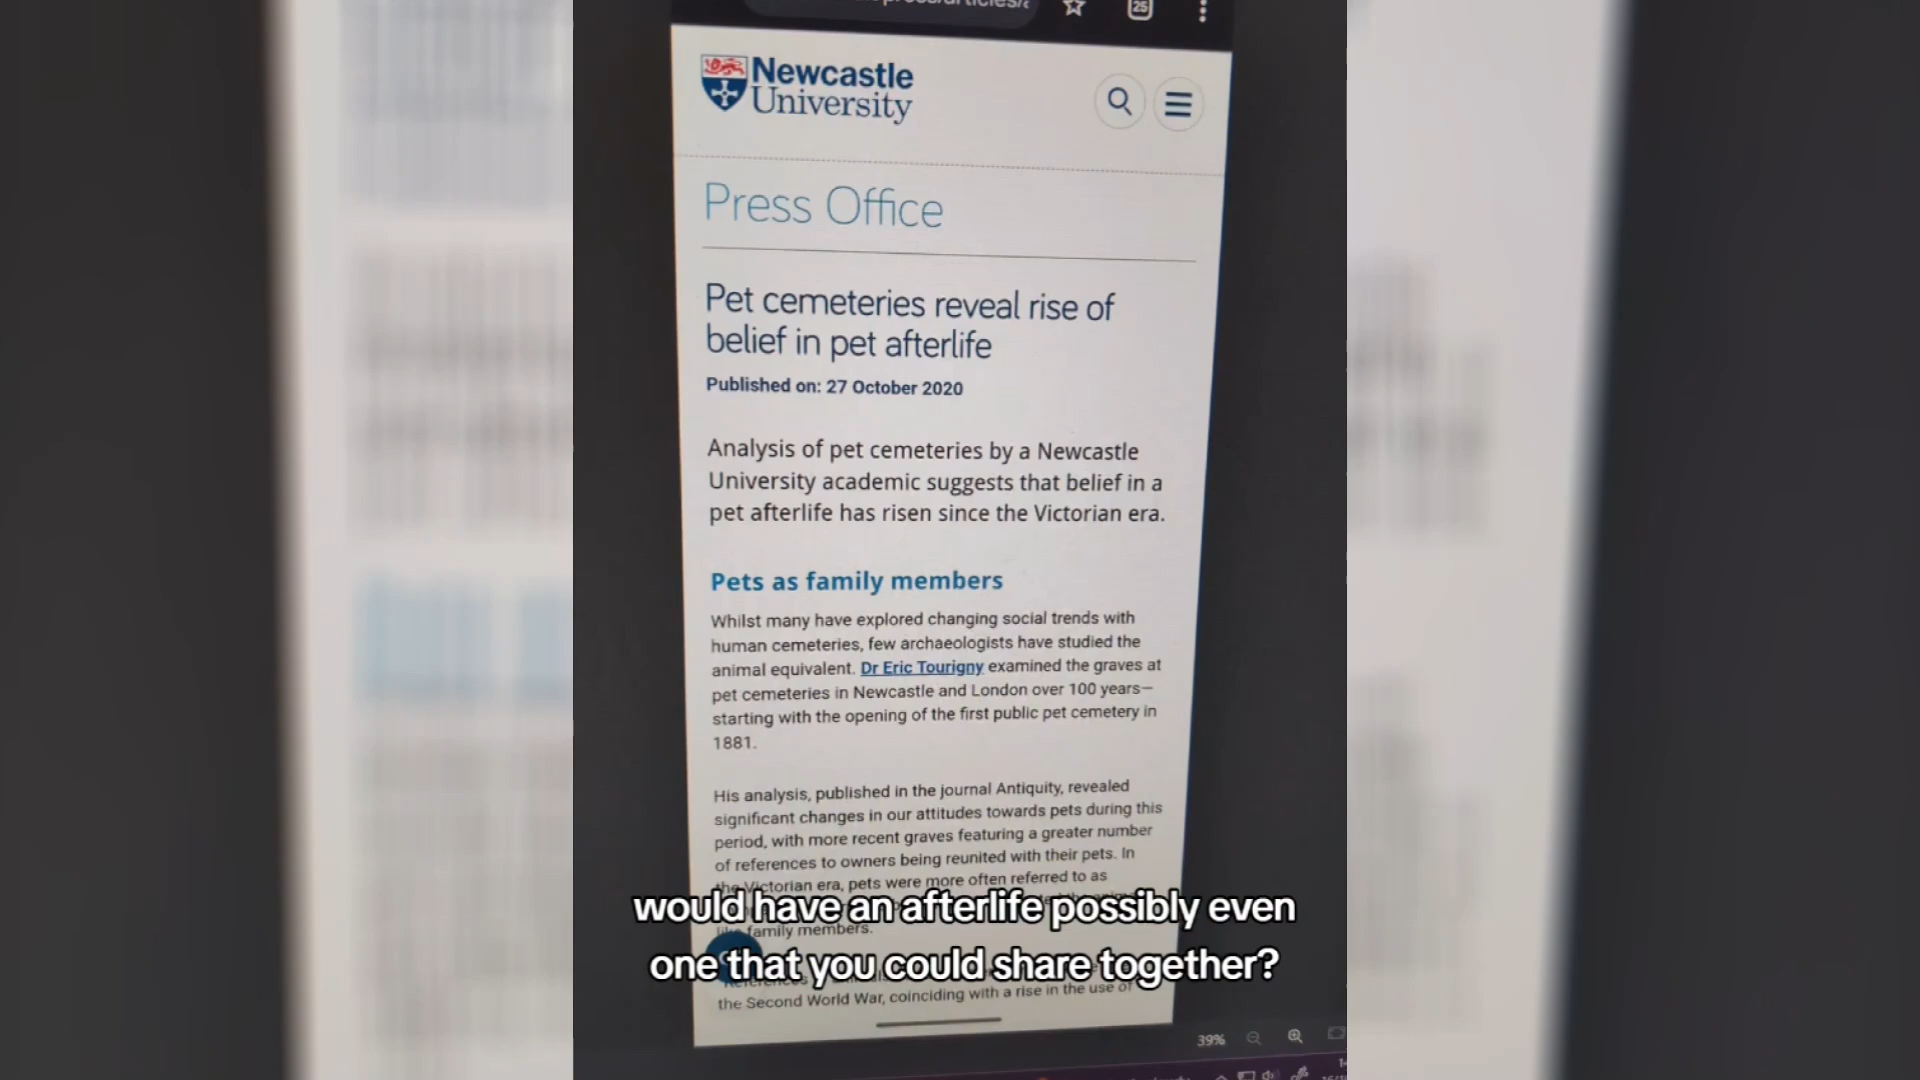 25
Newcastle
University
Press Office
Pet cemeteries reveal rise of
belief in pet afterlife
Published on: 27 October 2020
Analysis of pet cemeteries by a Newcastle
University academic suggests that belief in a
pet afterlife has risen since the Victorian era.
Pets as family members
Whilst many have explored changing social trends with
human cemeteries, few archaeologists have studied the
animal equivalent. Dr Eric Tourigny examined the graves at
pet cemeteries in Newcastle and London over 100 years—
starting with the opening of the first public pet cemetery in
1881.
His analysis, published in the journal Antiquity, revealed
significant changes in our attitudes towards pets during this
period, with more recent graves featuring a greater number
of references to owners being reunited with their pets. In
the Victorian era, pets were more often referred to as
family members.
the Second World War, coinciding with a rise in the use of
would have an afterlife possibly even
one that you could share together?
39%